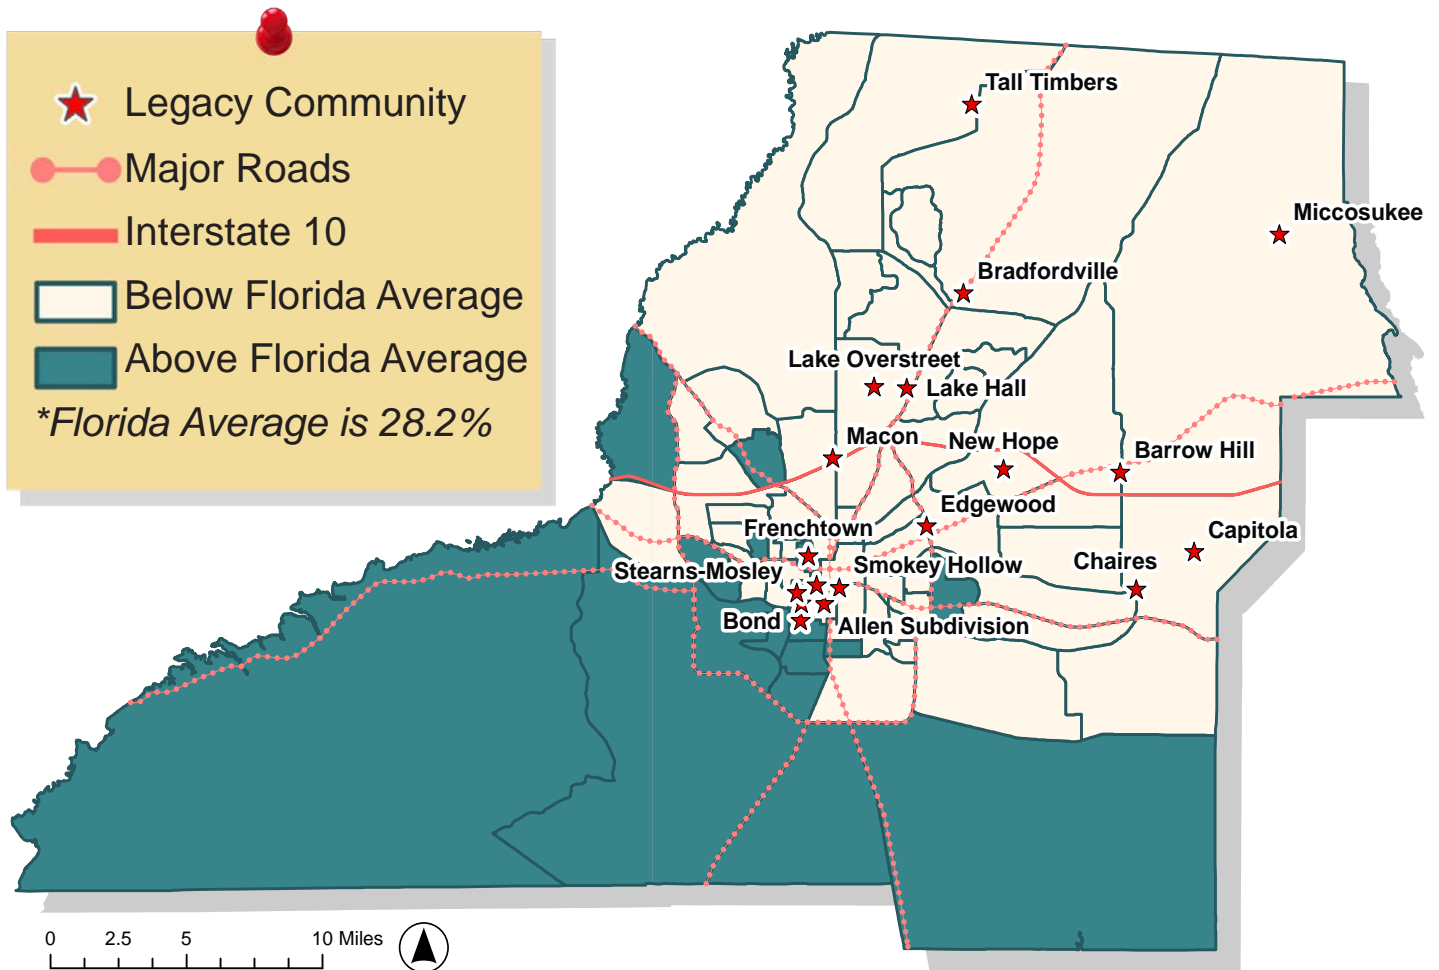 Legacy Community
Major Roads
Interstate 10
Below Florida Average
Above Florida Average
*Florida Average is 28.2%
Tall Timbers
Miccosukee
Bradfordville
Lake Overstreet
Lake Hall
Macon
New Hope
Barrow Hill
Edgewood
Frenchtown
Capitola
Stearns-Mosley
Smokey Hollow
Chaires
Bond
Allen Subdivision
0 2.5 5 10 Miles